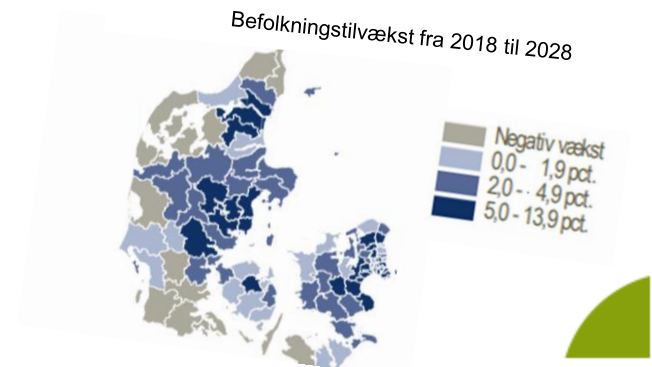 Befolkningstilvækst fra 2018 til 2028
Negativ vækst
0,0 - 1,9 pct.
2,0 - 4,9 pct.
5,0 - 13,9 pct.